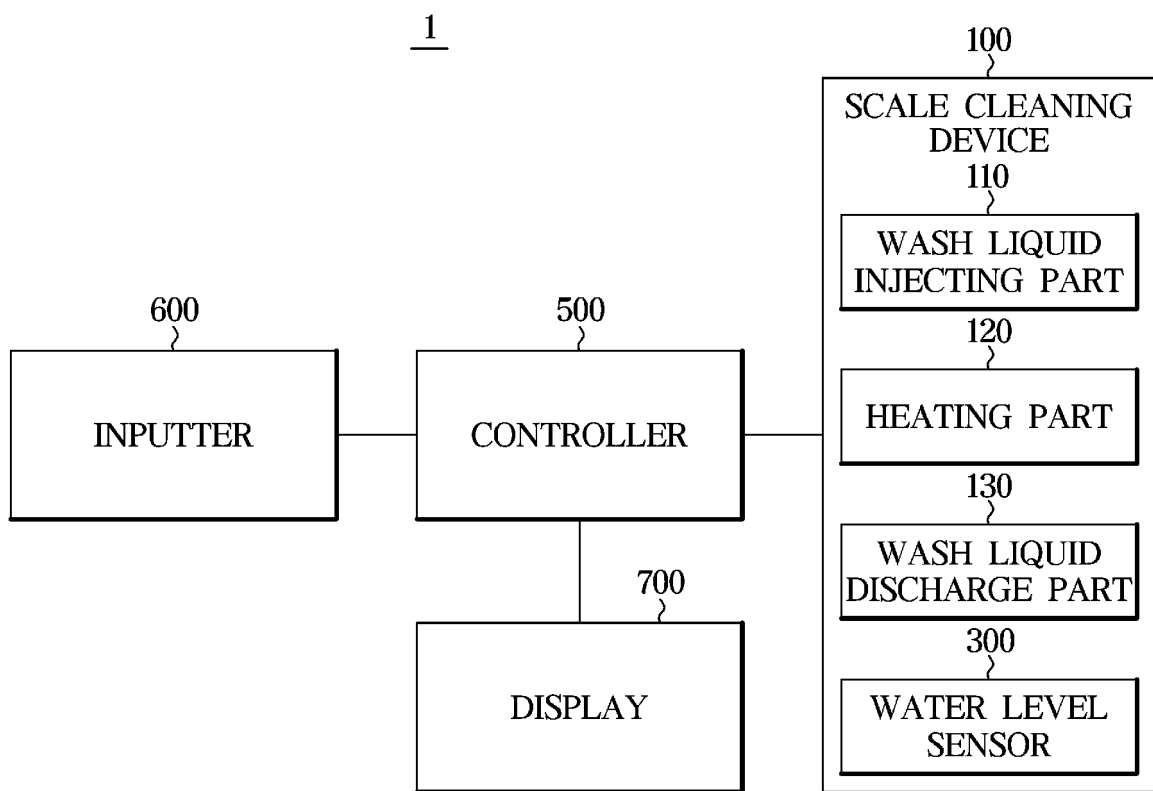 1
100
SCALE CLEANING
DEVICE
110
WASH LIQUID
INJECTING PART
600
500
120
INPUTTER
CONTROLLER
HEATING PART
130
WASH LIQUID
DISCHARGE PART
700
DISPLAY
300
WATER LEVEL
SENSOR